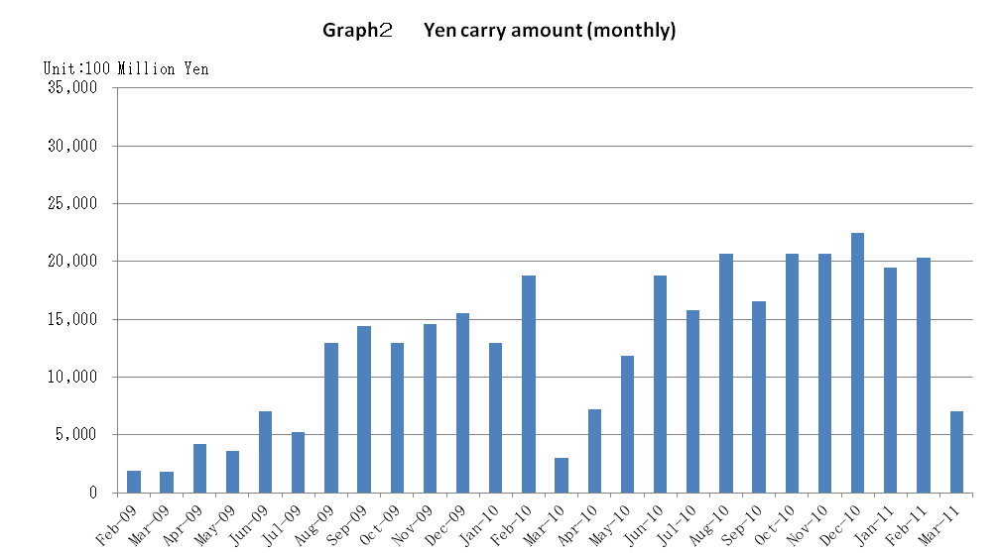 Graph２ Yen carry amount (monthly)
Unit:100 Million Yen
35,000
30,000
25,000
20,000
15,000
10,000
5,000
0
Feb-09 Mar-09 Apr-09 May-09 Jun-09 Jul-09 Aug-09 Sep-09 Oct-09 Nov-09 Dec-09 Jan-10 Feb-10 Mar-10 Apr-10 May-10 Jun-10 Jul-10 Aug-10 Sep-10 Oct-10 Nov-10 Dec-10 Jan-11 Feb-11 Mar-11